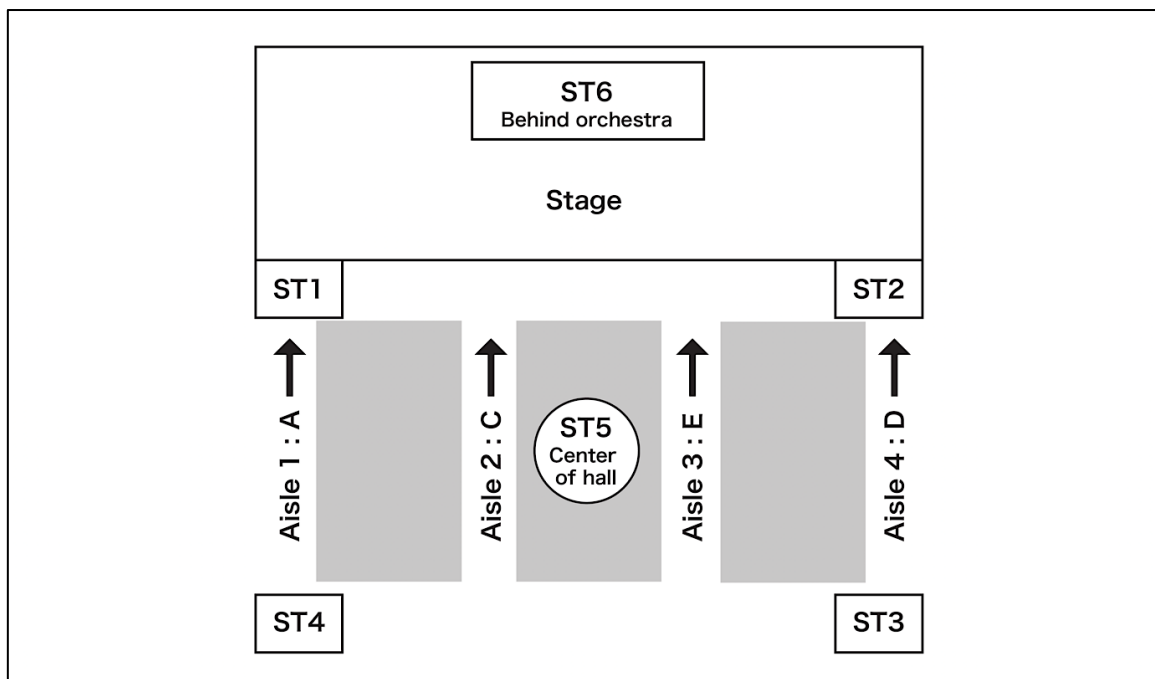 ST6
Behind orchestra
Stage
ST1
ST2
Aisle 1 : A
Aisle 2 : C
ST5
Center
of hall
Aisle 3 : E
Aisle 4 : D
ST4
ST3